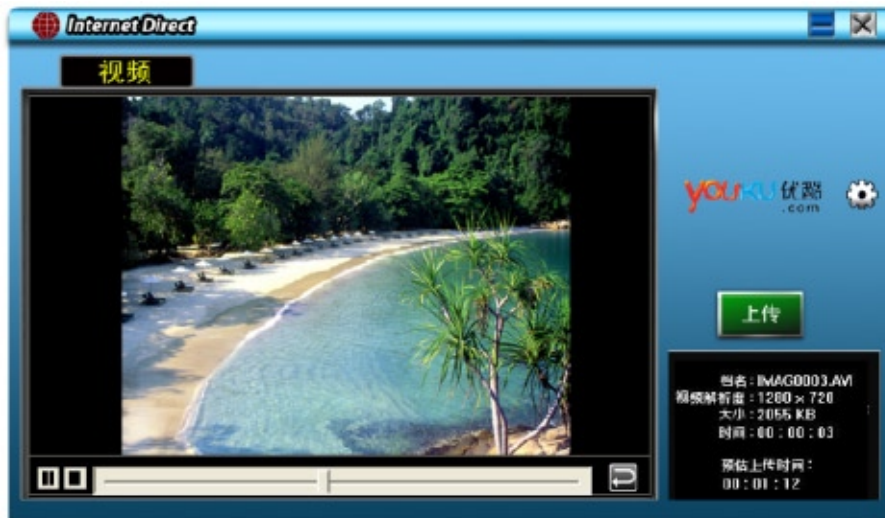 Internet Direct
视频
YOUKU 优酷
.com
上传
档名：IMAG0003.AVI
视频解析度：1280 × 720
大小：2055 KB
时间：00：00：03
预估上传时间：
00：01：12